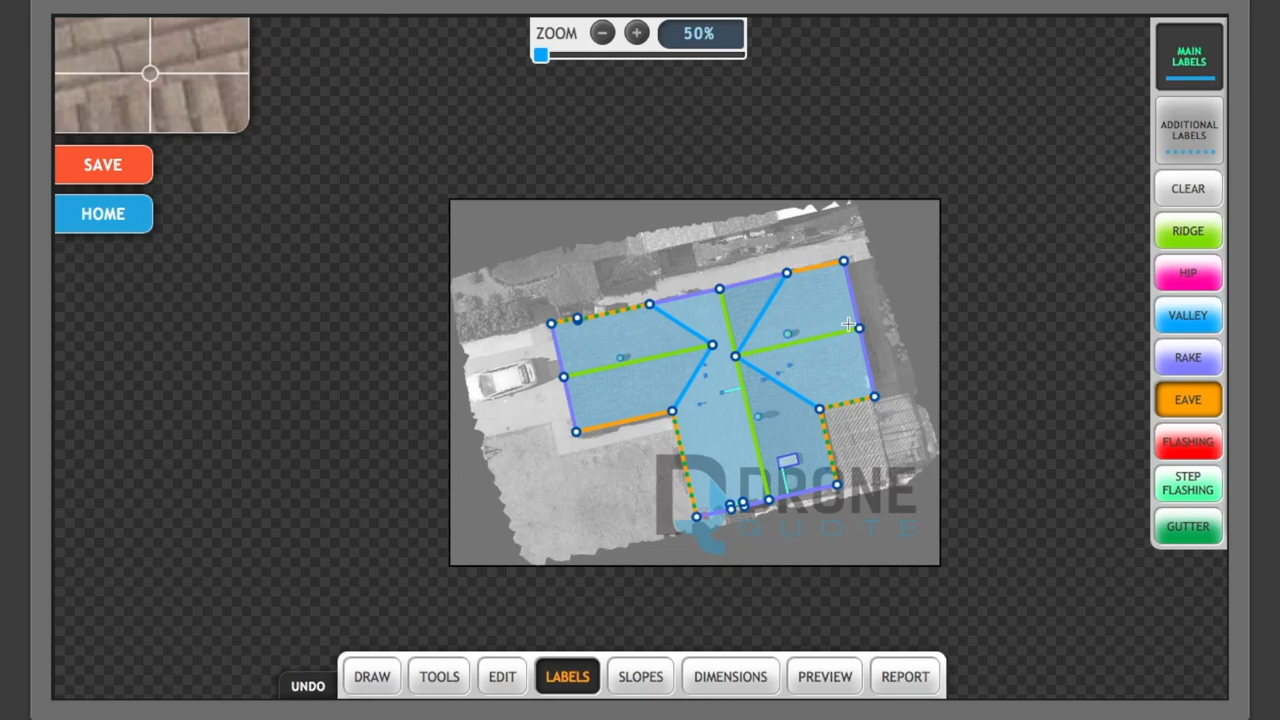 ZOOM
50%
SAVE
HOME
MAIN
LABELS
ADDITIONAL
LABELS
CLEAR
RIDGE
HIP
VALLEY
RAKE
EAVE
FLASHING
STEP
FLASHING
GUTTER
DRONE
QUOTE
UNDO
DRAW
TOOLS
EDIT
LABELS
SLOPES
DIMENSIONS
PREVIEW
REPORT